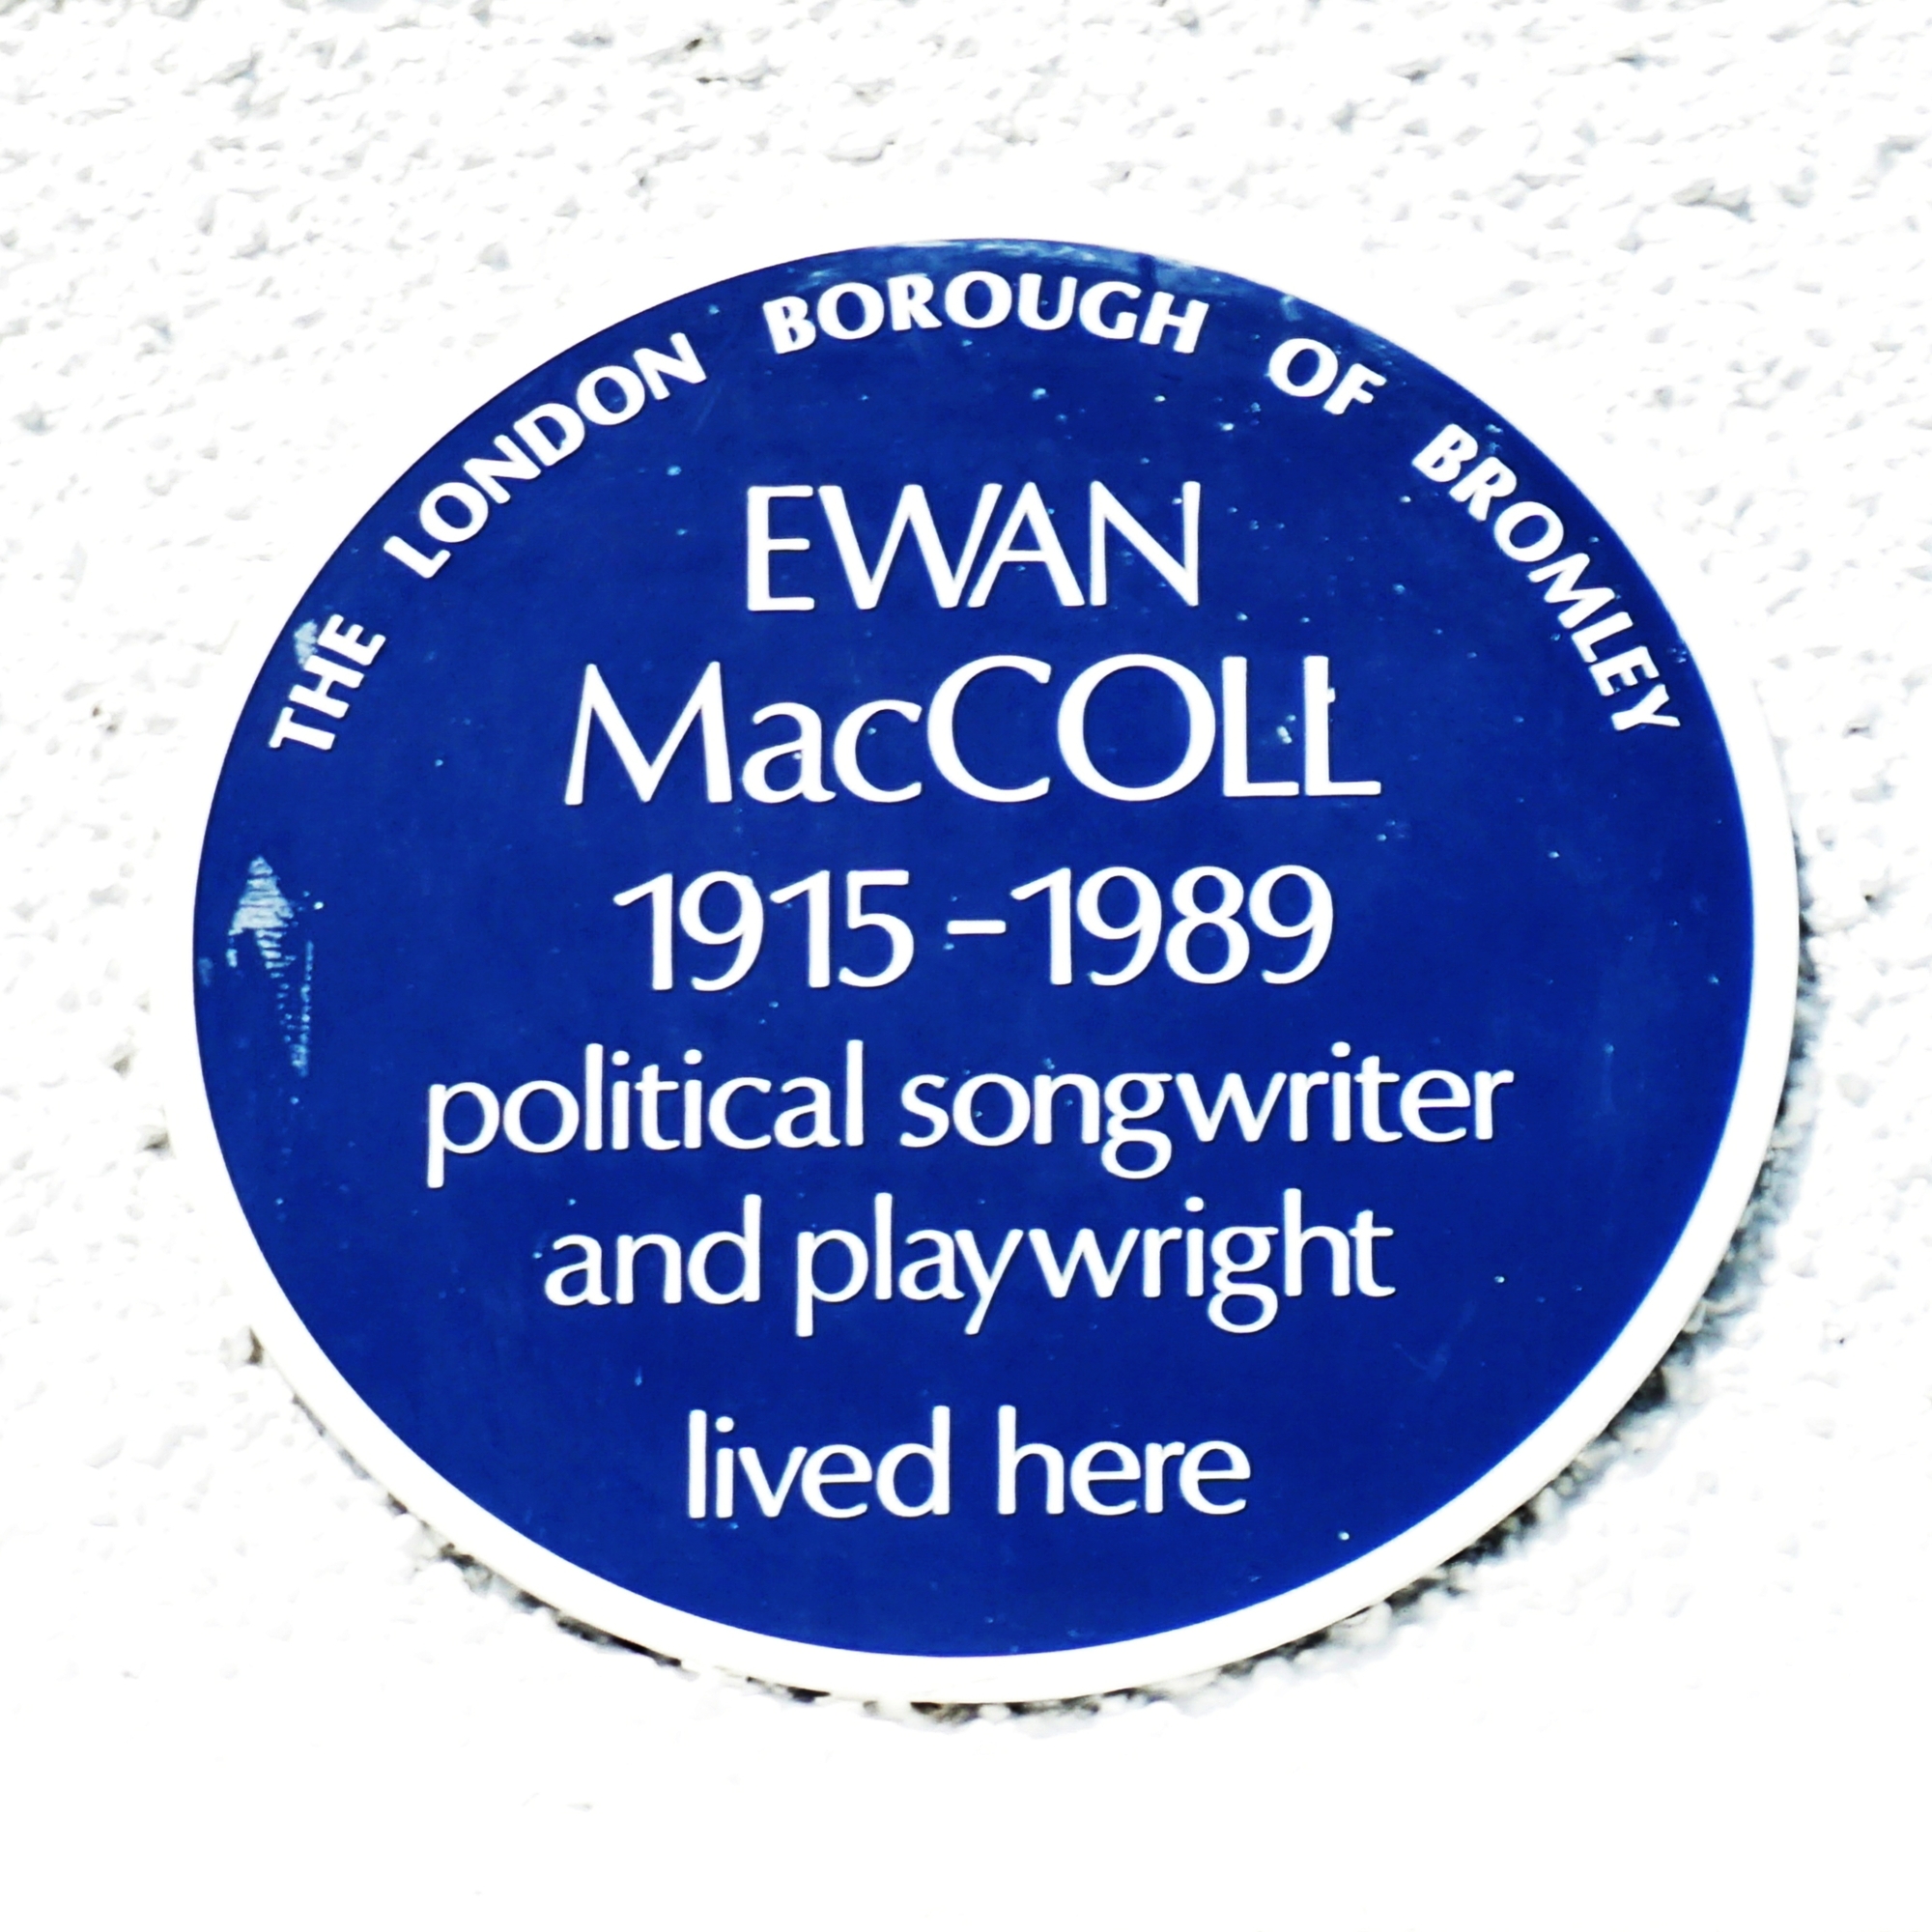 THE LONDON BOROUGH OF BROMLEY
EWAN
MacCOLL
1915-1989
political songwriter
and playwright
lived here